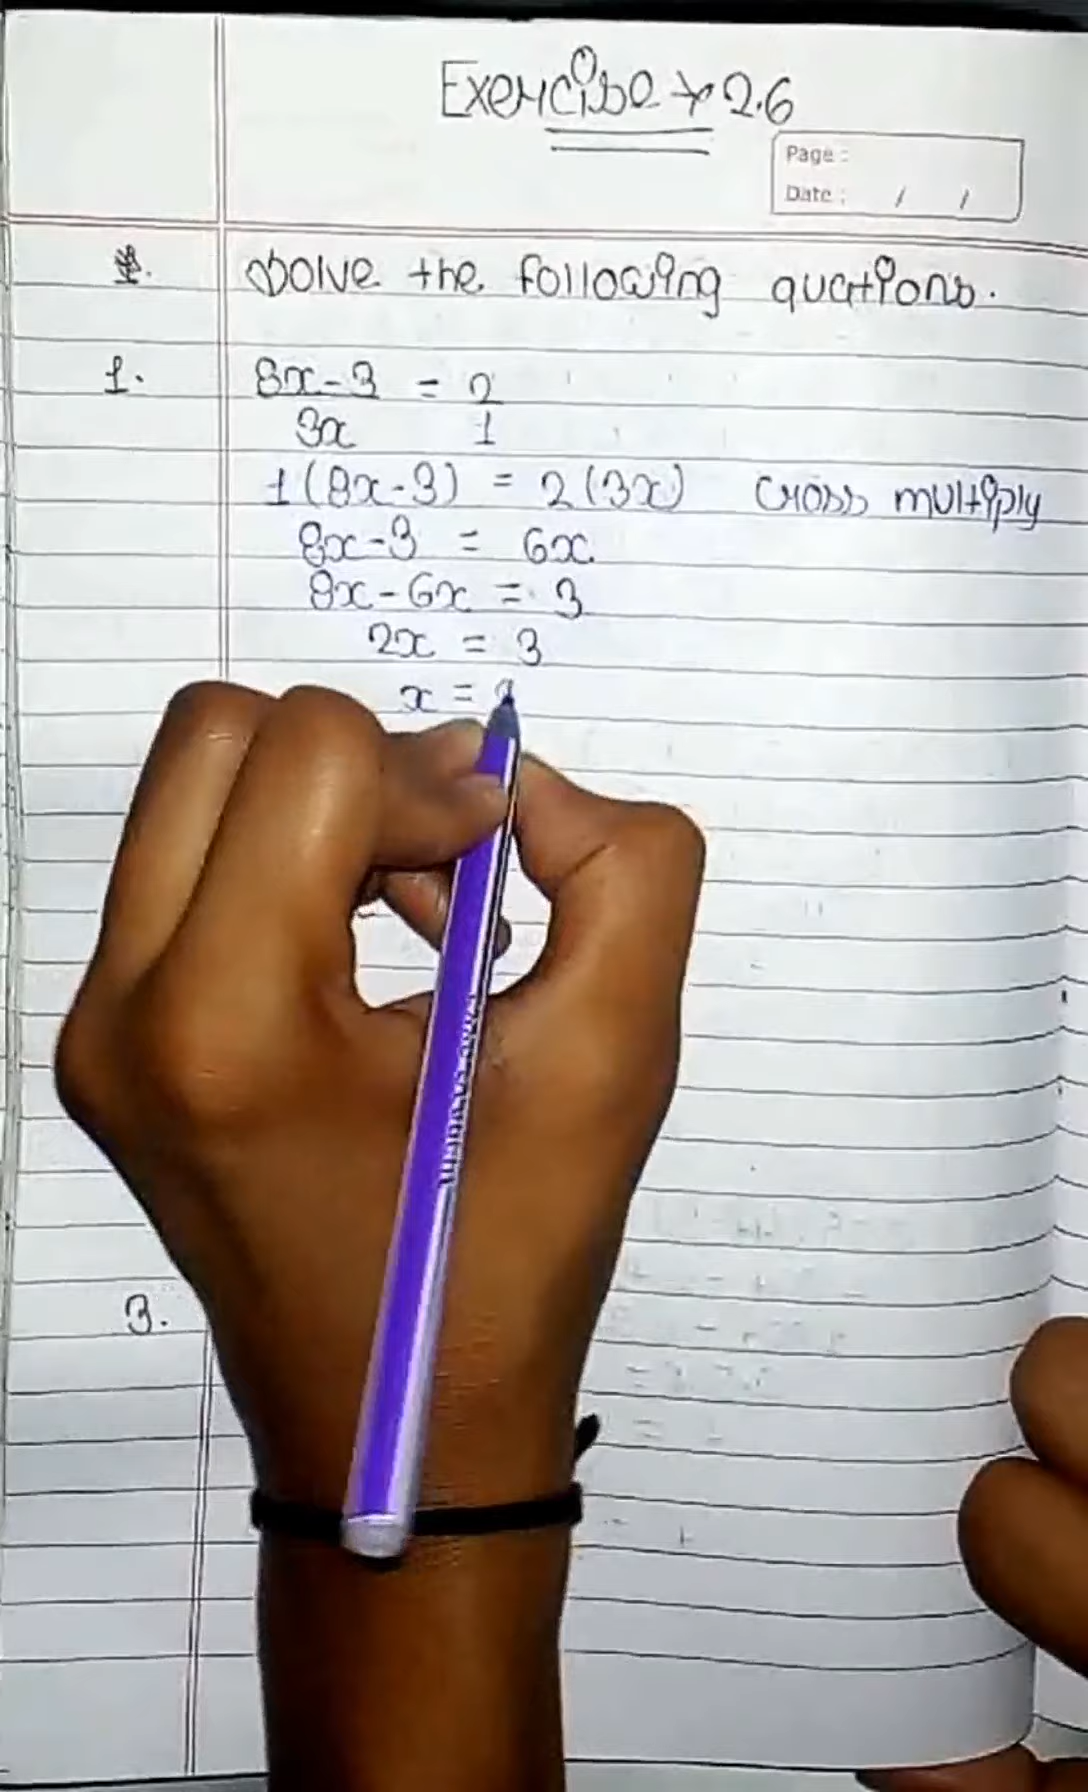 Exercise → 2.6
Page :
Date : / /
Solve the following quations.
1. 8x - 3 = 2
3x 1
1(8x-3) = 2(3x) cross multiply
8x-3 = 6x
8x - 6x = 3
2x = 3
x =
3.